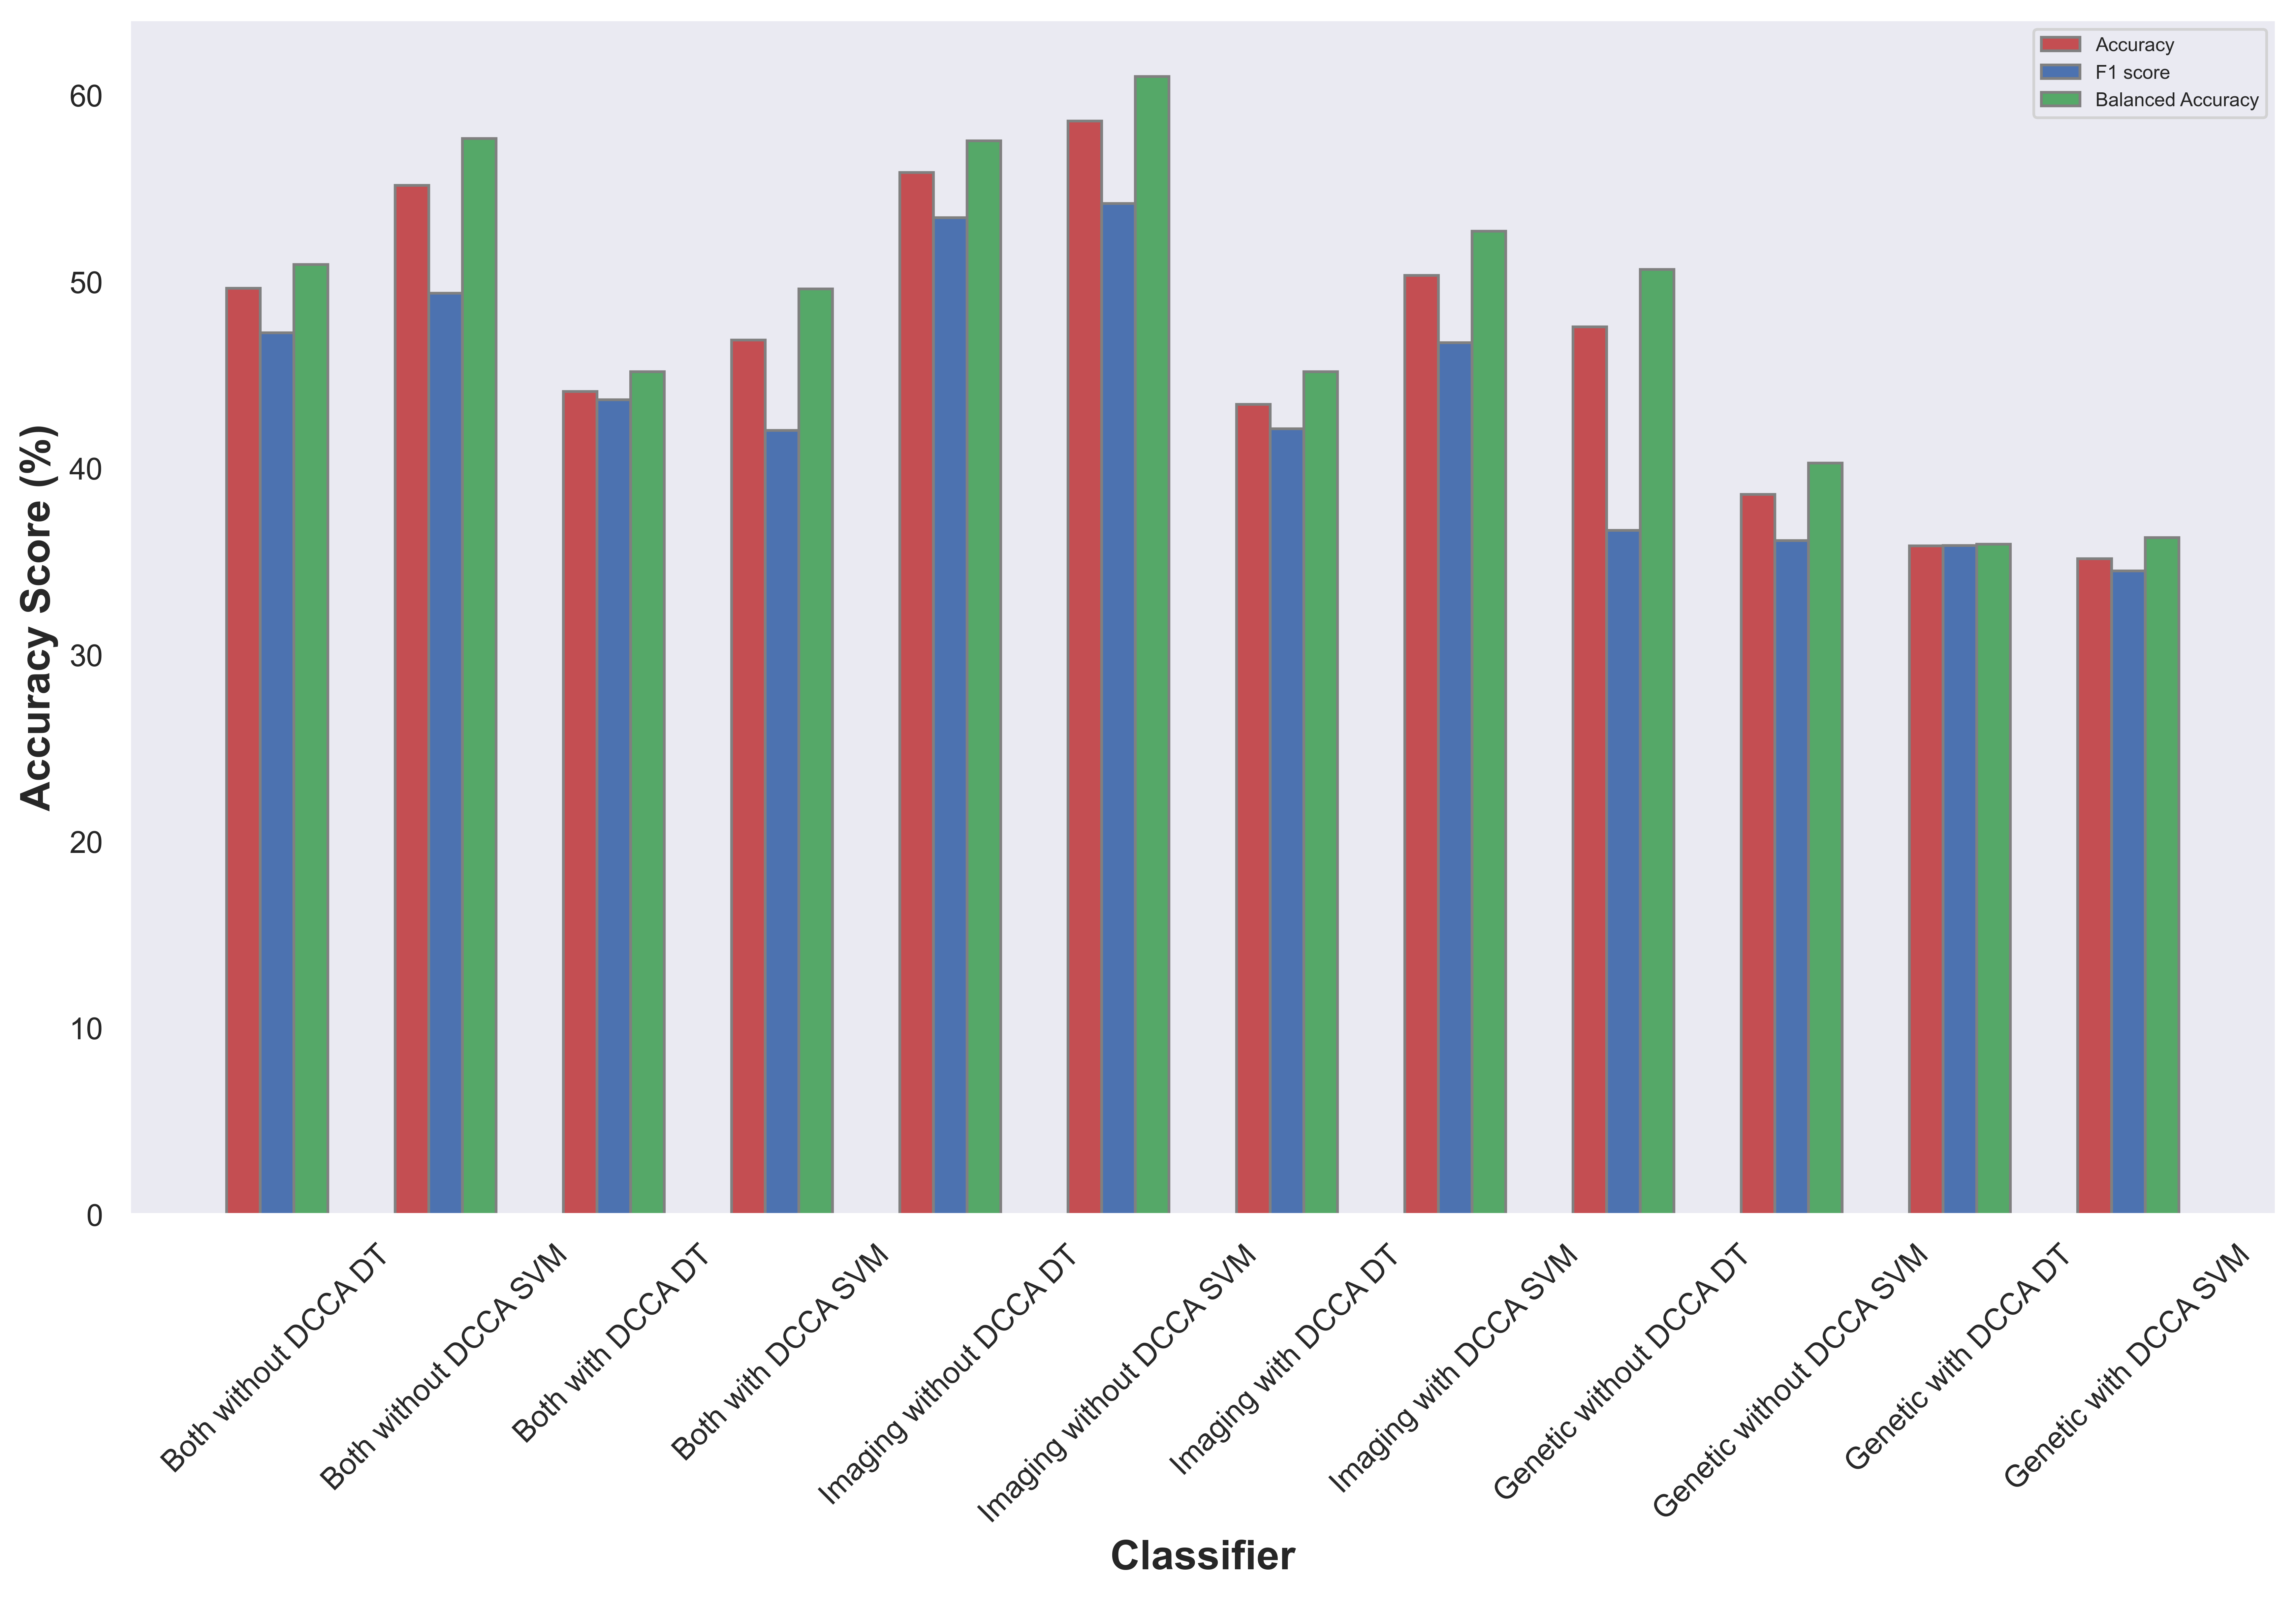 Accuracy
F1 score
Balanced Accuracy
Accuracy Score (%)
60
50
40
30
20
10
0
Both without DCCA DT
Both without DCCA SVM
Both with DCCA DT
Both with DCCA SVM
Imaging without DCCA DT
Imaging without DCCA SVM
Imaging with DCCA DT
Imaging with DCCA SVM
Genetic without DCCA DT
Genetic without DCCA SVM
Genetic with DCCA DT
Genetic with DCCA SVM
Classifier